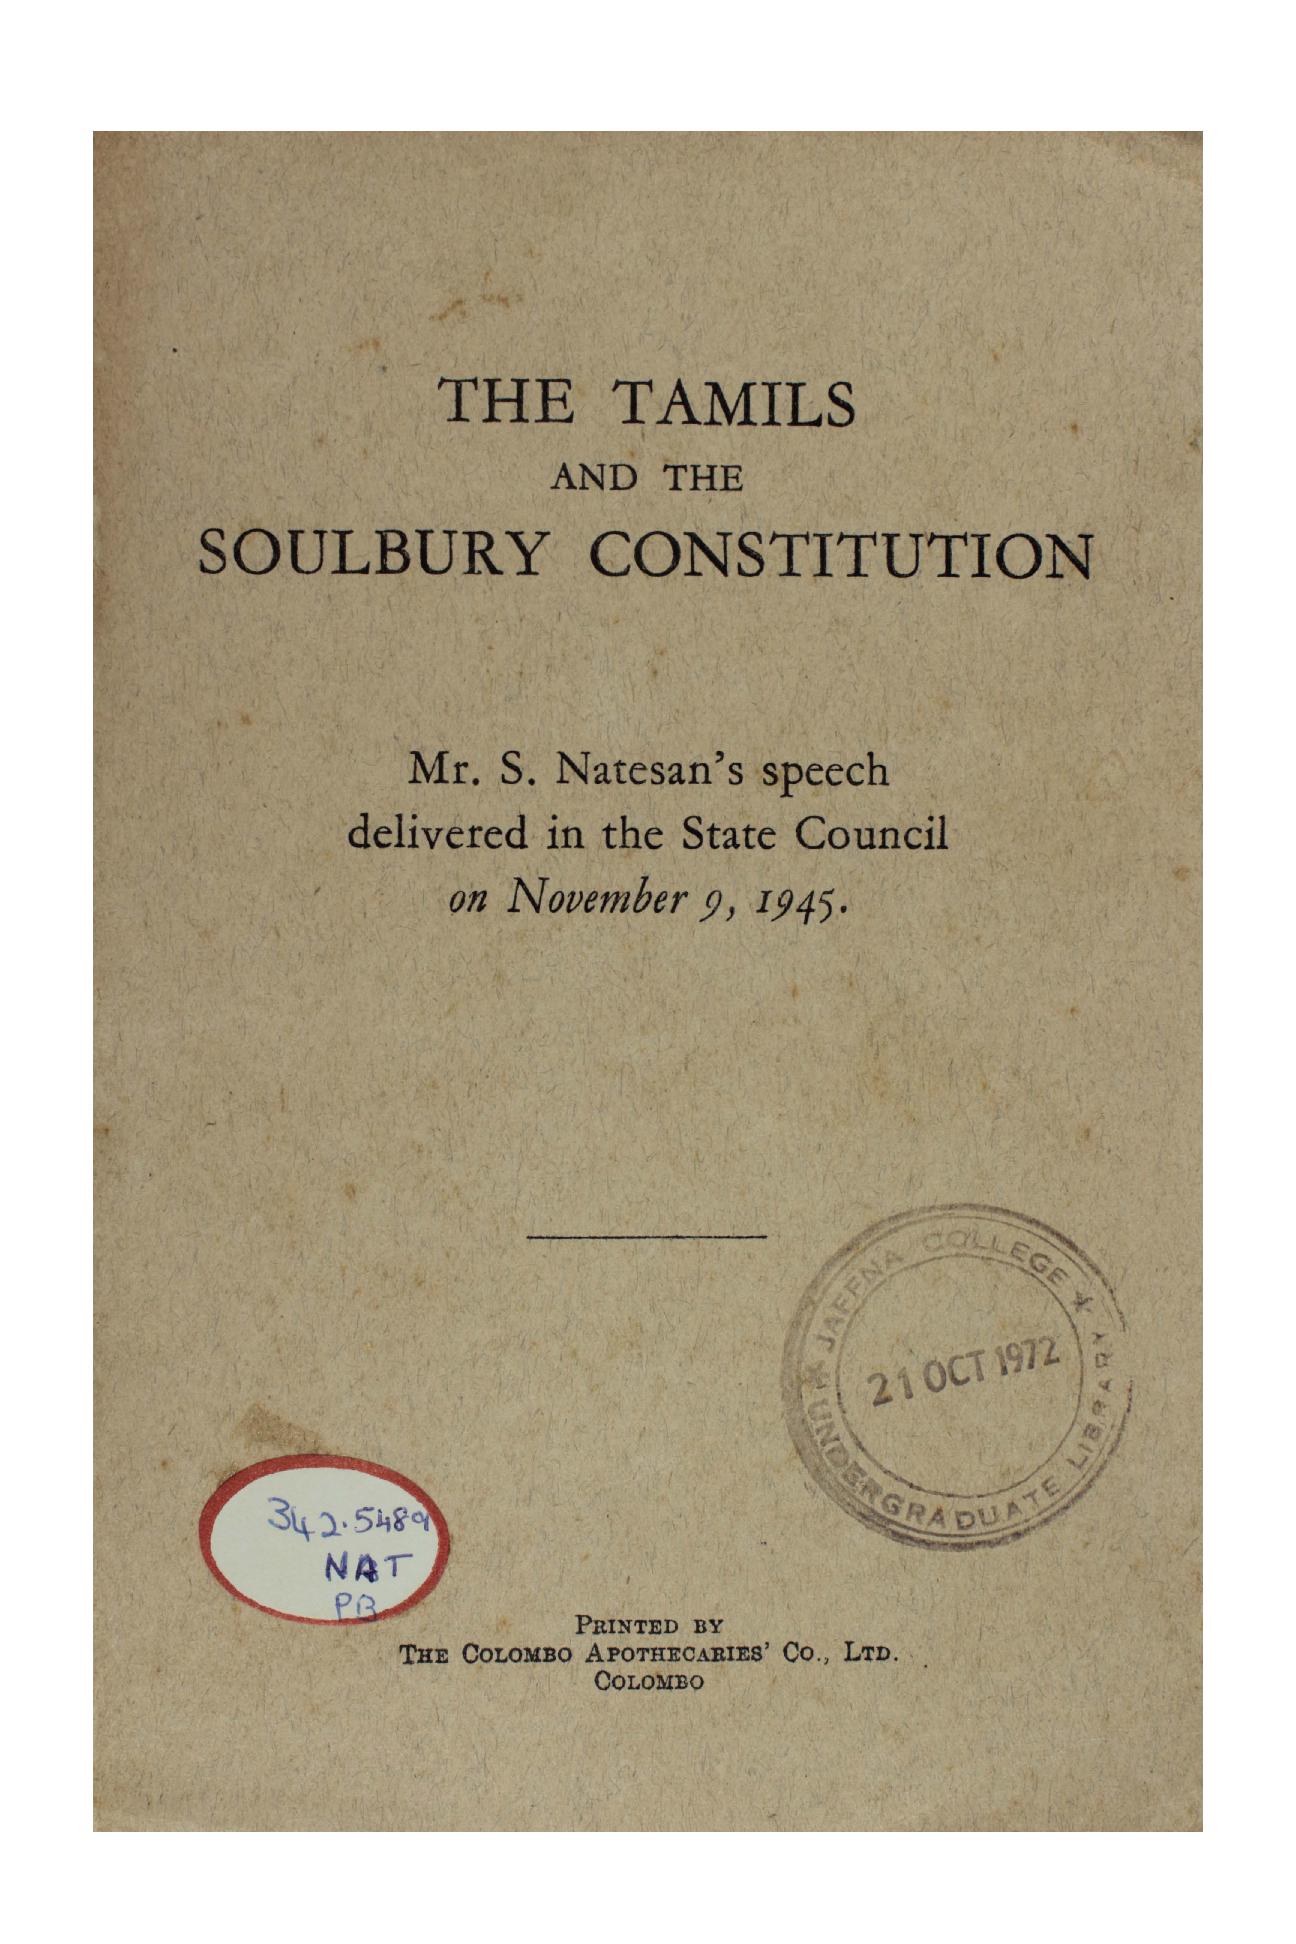 THE TAMILS
AND THE
SOULBURY CONSTITUTION
Mr. S. Natesan's speech
delivered in the State Council
on November 9, 1945.
JAFFNA COLLEGE
21 OCT 1972
UNDERGRADUATE LIBRARY
342.5489
NAT
PB
PRINTED BY
THE COLOMBO APOTHECARIES' CO., LTD.
COLOMBO